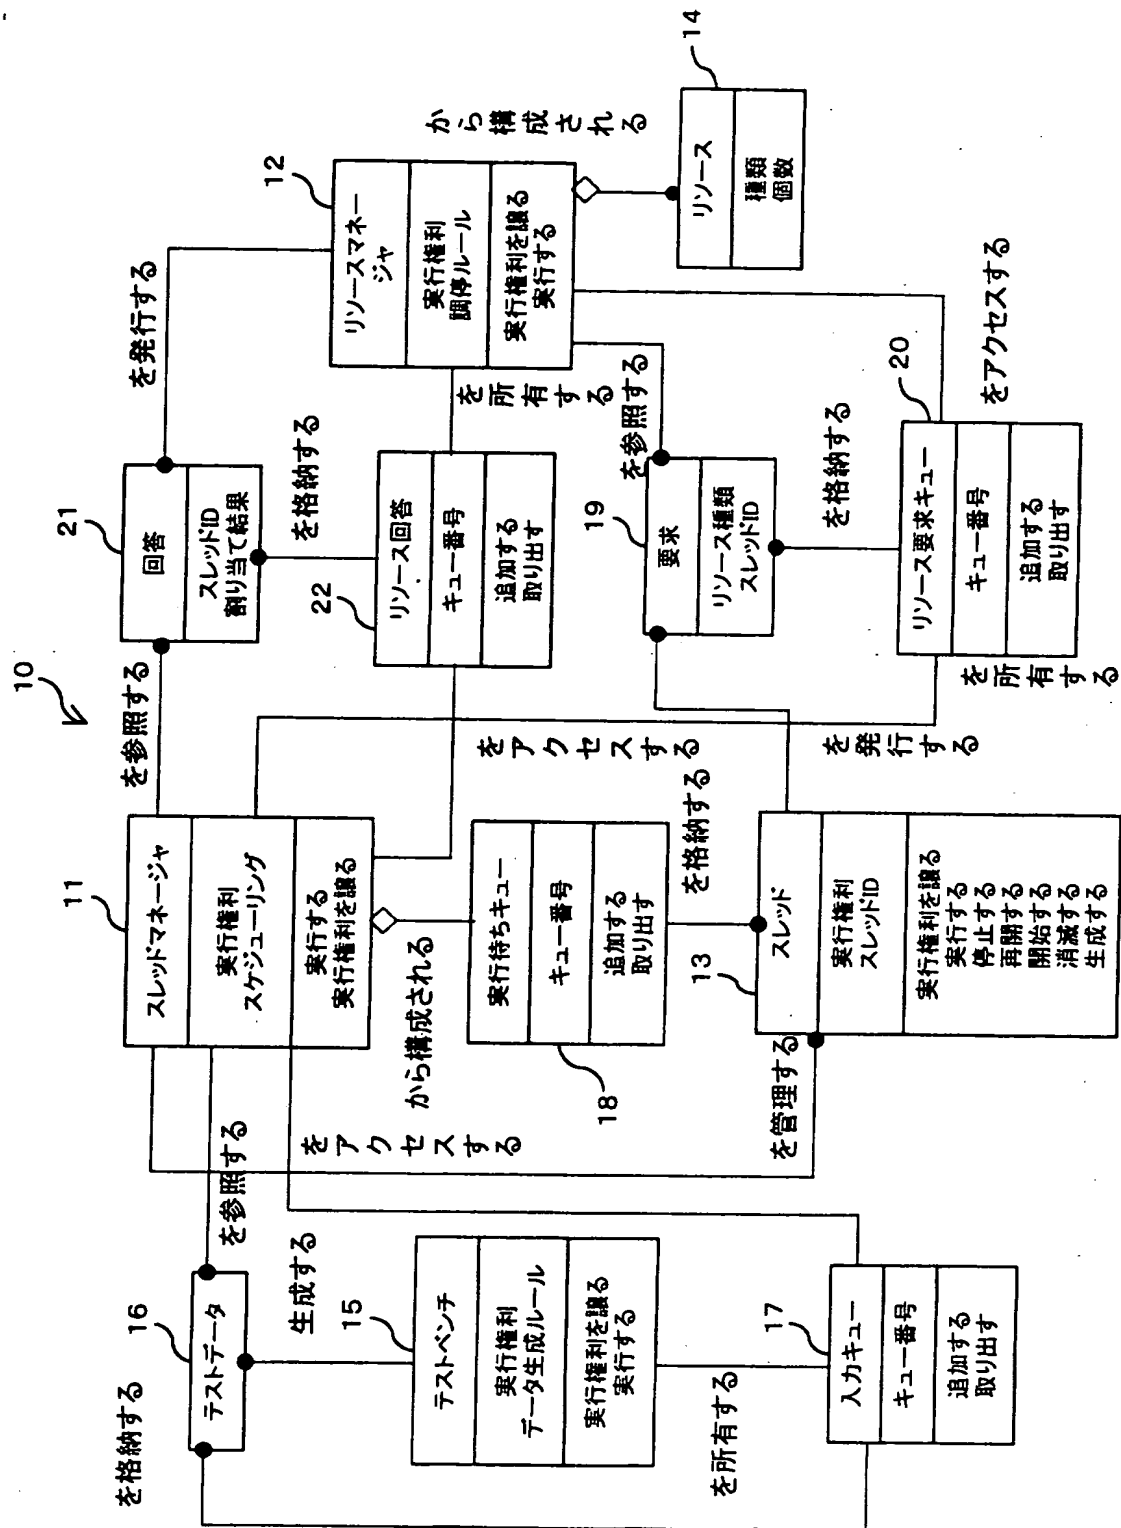 10
を格納する
16
テストデータ
を参照する
生成する
15
テストベンチ
実行権利
データ生成ルール
実行権利を譲る
実行する
を所有する
17
入力キュー
キュー番号
追加する
取り出す
11
スレッドマネージャ
実行権利
スケジューリング
実行する
実行権利を譲る
を参照する
から構成される
をアクセスする
18
実行待ちキュー
キュー番号
追加する
取り出す
を格納する
を管理する
13
スレッド
実行権利
スレッドID
実行権利を譲る
実行する
停止する
再開する
開始する
消滅する
生成する
21
回答
スレッドID
割り当て結果
を発行する
を格納する
22
リソース回答
キュー番号
追加する
取り出す
をアクセスする
を所有する
19
要求
リソース種類
スレッドID
を参照する
を発行する
を格納する
20
リソース要求キュー
キュー番号
追加する
取り出す
を所有する
をアクセスする
12
リソースマネー
ジャ
実行権利
調停ルール
実行権利を譲る
実行する
から構成される
14
リソース
種類
個数